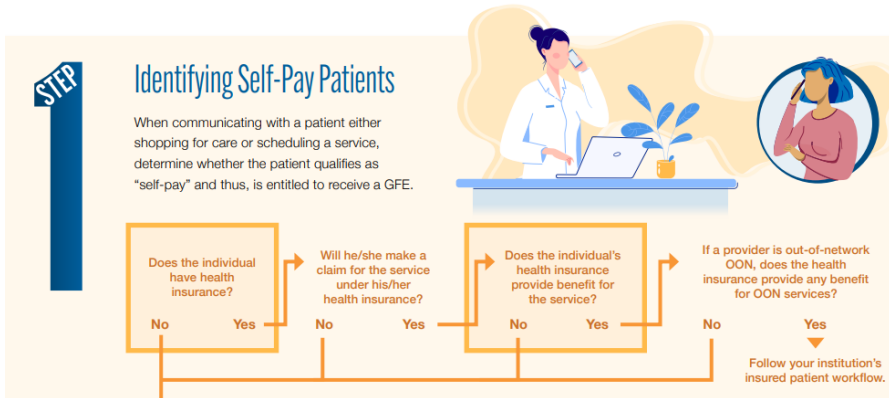 STEP
1
Identifying Self-Pay Patients
When communicating with a patient either
shopping for care or scheduling a service,
determine whether the patient qualifies as
“self-pay” and thus, is entitled to receive a GFE.
Does the individual
have health
insurance?
No Yes
Will he/she make a
claim for the service
under his/her
health insurance?
No Yes
Does the individual’s
health insurance
provide benefit for
the service?
No Yes
If a provider is out-of-network
OON, does the health
insurance provide any benefit
for OON services?
No Yes
Follow your institution’s
insured patient workflow.